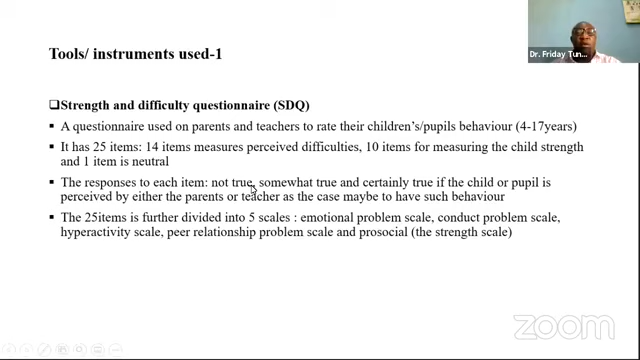 Dr. Friday Tun...
Tools/ instruments used-1
❑Strength and difficulty questionnaire (SDQ)
▪ A questionnaire used on parents and teachers to rate their children's/pupils behaviour (4-17years)
▪ It has 25 items: 14 items measures perceived difficulties, 10 items for measuring the child strength
and 1 item is neutral
▪ The responses to each item: not true, somewhat true and certainly true if the child or pupil is
perceived by either the parents or teacher as the case maybe to have such behaviour
▪ The 25items is further divided into 5 scales : emotional problem scale, conduct problem scale,
hyperactivity scale, peer relationship problem scale and prosocial (the strength scale)
zoom